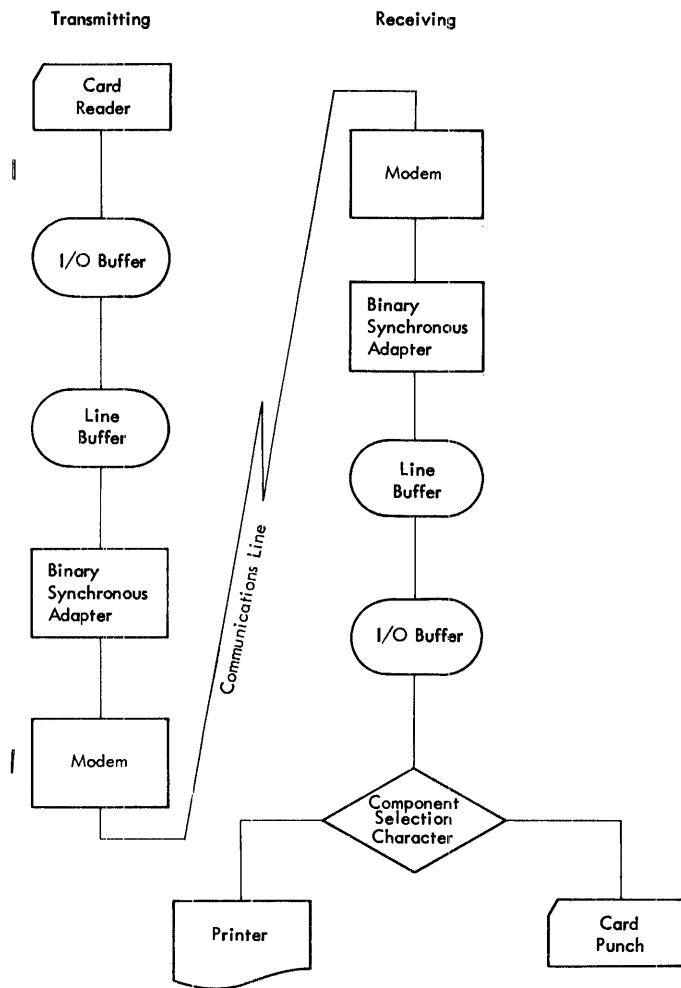 Transmitting
Card
Reader
I/O Buffer
Line
Buffer
Binary
Synchronous
Adapter
Modem
Communications Line
Receiving
Modem
Binary
Synchronous
Adapter
Line
Buffer
I/O Buffer
Component
Selection
Character
Printer
Card
Punch